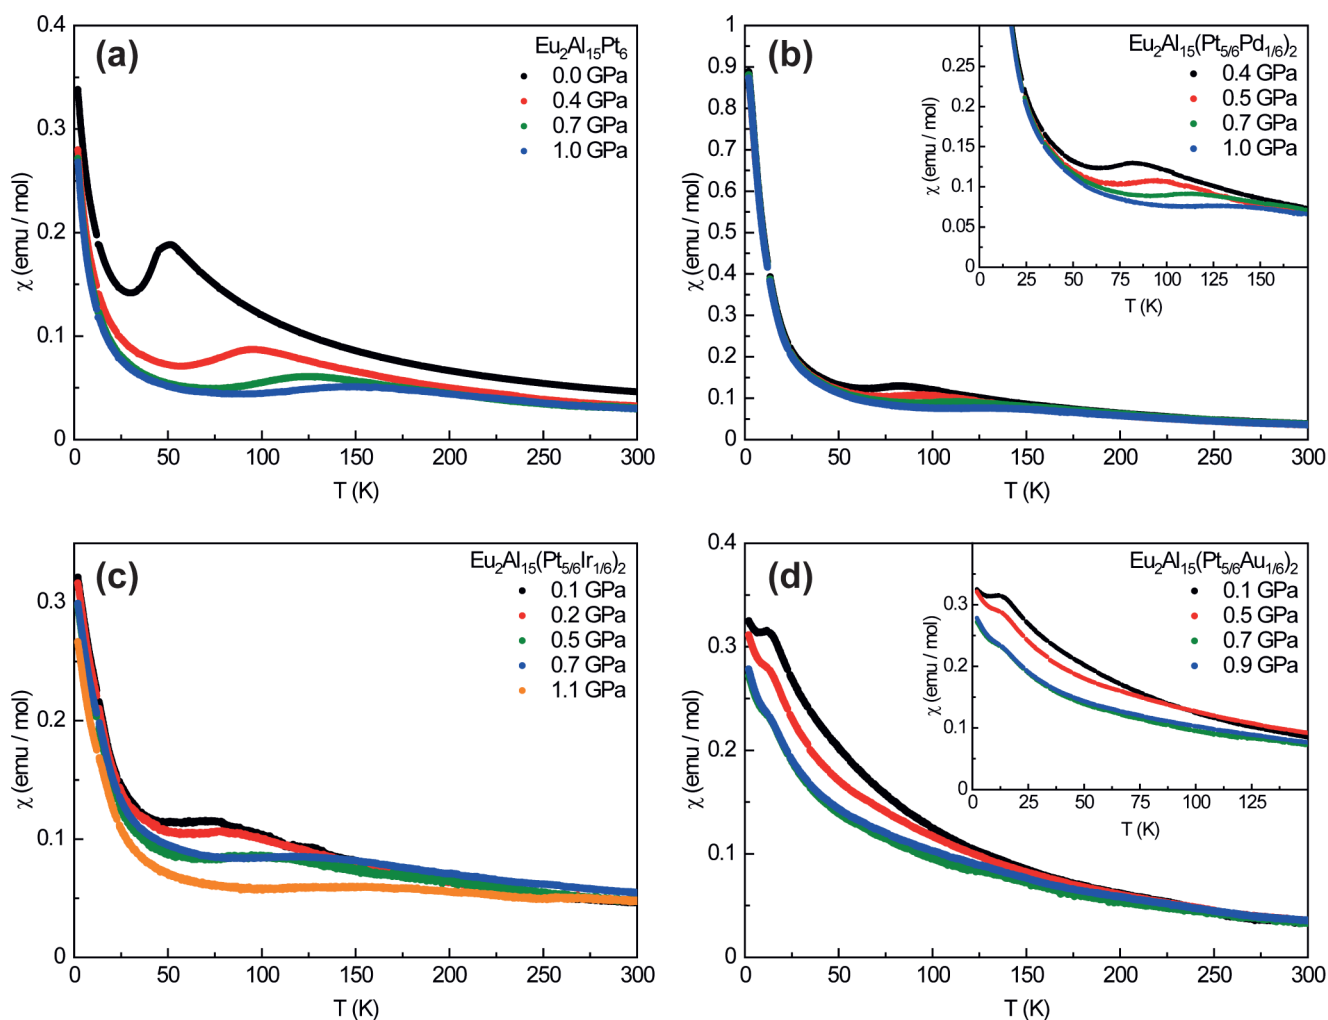 (a)
Eu2Al15Pt6
0.0 GPa
0.4 GPa
0.7 GPa
1.0 GPa
χ (emu / mol)
0.4
0.3
0.2
0.1
0
0 50 100 150 200 250 300
T (K)
(b)
Eu2Al15(Pt5/6Pd1/6)2
0.4 GPa
0.5 GPa
0.7 GPa
1.0 GPa
χ (emu / mol)
1
0.9
0.8
0.7
0.6
0.5
0.4
0.3
0.2
0.1
0
0 50 100 150 200 250 300
T (K)
χ (emu / mol)
0.25
0.2
0.15
0.1
0.05
0
0 25 50 75 100 125 150
T (K)
(c)
Eu2Al15(Pt5/6Ir1/6)2
0.1 GPa
0.2 GPa
0.5 GPa
0.7 GPa
1.1 GPa
χ (emu / mol)
0.3
0.2
0.1
0
0 50 100 150 200 250 300
T (K)
(d)
Eu2Al15(Pt5/6Au1/6)2
0.1 GPa
0.5 GPa
0.7 GPa
0.9 GPa
χ (emu / mol)
0.4
0.3
0.2
0.1
0
0 50 100 150 200 250 300
T (K)
χ (emu / mol)
0.3
0.2
0.1
0
0 25 50 75 100 125
T (K)